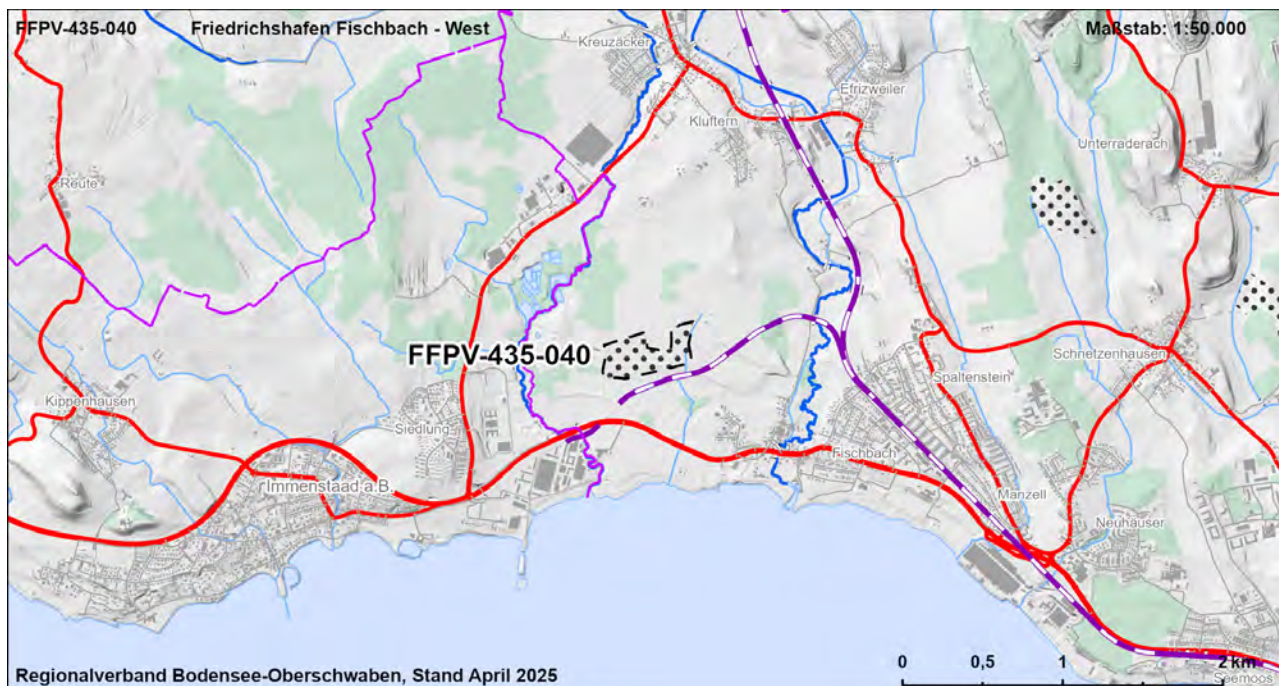 FFPV-435-040
Friedrichshafen Fischbach - West
Maßstab: 1:50.000
Kreuzäcker
Efrizweiler
Kluftern
Unterraderach
Reute
FFPV-435-040
Schnetzenhausen
Spaltenstein
Kippenhausen
Siedlung
Fischbach
Immenstaad a.B.
Manzell
Neuhäuser
0 0,5 1 2 km
Seemoos
Regionalverband Bodensee-Oberschwaben, Stand April 2025